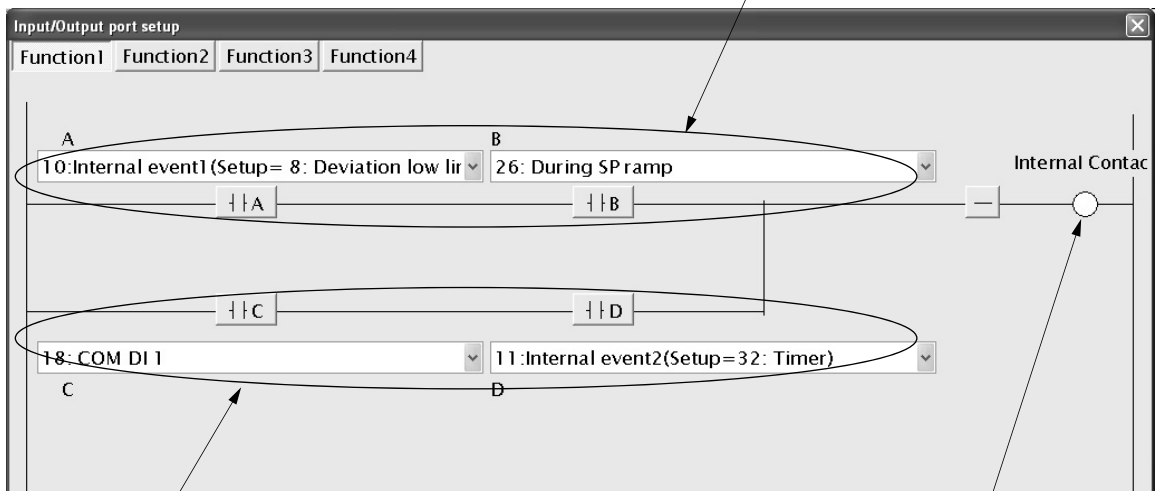 Input/Output port setup
Function1 Function2 Function3 Function4
A B
10:Internal event1(Setup= 8: Deviation low lir 26: During SP ramp
Internal Contac
A B
C D
18: COM DI 1 11:Internal event2(Setup=32: Timer)
C D